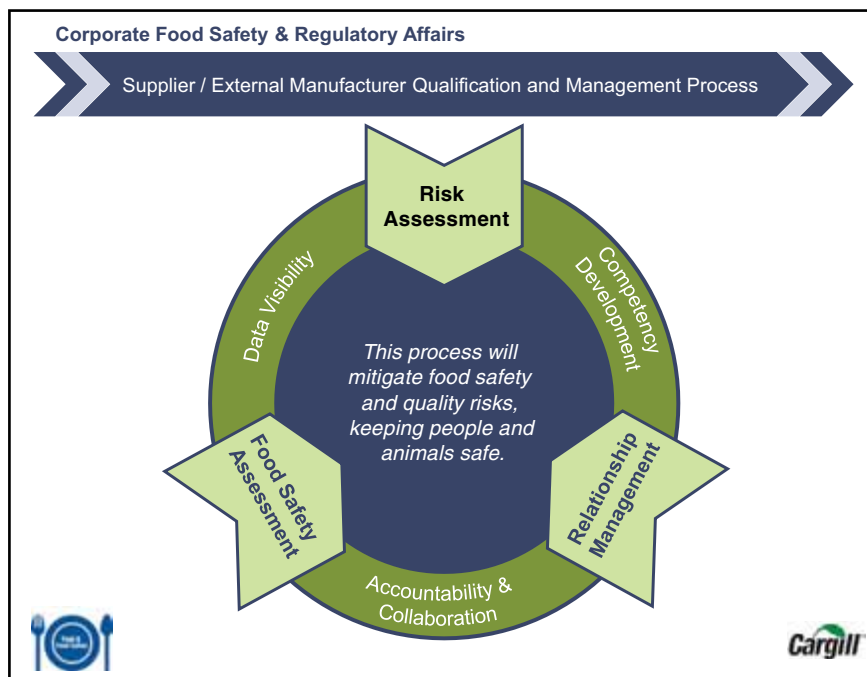 Corporate Food Safety & Regulatory Affairs
Supplier / External Manufacturer Qualification and Management Process
Risk
Assessment
Data Visibility
Competency
Development
This process will
mitigate food safety
and quality risks,
keeping people and
animals safe.
Food Safety
Assessment
Relationship
Management
Accountability &
Collaboration
Cargill